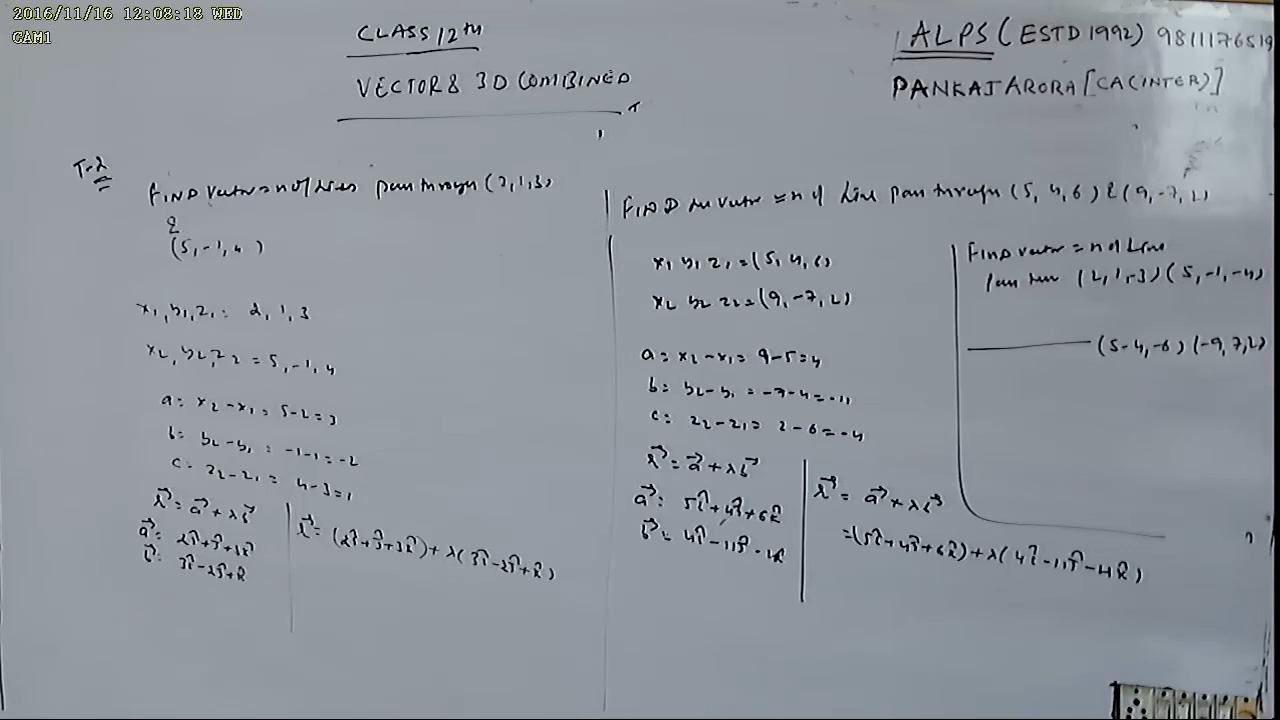 2016/11/16 12:08:18 WED
CAM1
CLASS 12th
VECTOR & 3D COMBINED
ALPS (ESTD 1992) 9811176519
PANKAJ ARORA [CA(INTER)]
T-2
FIND vector = n of lines pass through (2,1,3)
&
(5,-1,4)
x₁,y₁,z₁ = 2,1,3
x₂,y₂,z₂ = 5,-1,4
a = x₂-x₁ = 5-2=3
b = y₂-y₁ = -1-1=-2
c = z₂-z₁ = 4-3=1
r⃗ = a⃗+λb⃗
a⃗ = 2î+ĵ+3k̂
b⃗ = 3î-2ĵ+k̂
r⃗ = (2î+ĵ+3k̂)+λ(3î-2ĵ+k̂)
FIND vector =n of line pass through (5,4,6) & (9,-7,2)
x₁ y₁ z₁ = (5,4,6)
x₂ y₂ z₂ = (9,-7,2)
a = x₂-x₁ = 9-5=4
b = y₂-y₁ = -7-4=-11
c = z₂-z₁ = 2-6=-4
r⃗ = a⃗+λb⃗
a⃗ = 5î+4ĵ+6k̂
b⃗ = 4î-11ĵ-4k̂
r⃗ = a⃗+λb⃗
=(5î+4ĵ+6k̂)+λ(4î-11ĵ-4k̂)
Find vector = n of Line
(2,1,-3) (5,-1,-4)
(5-4,-6) (-9,7,2)